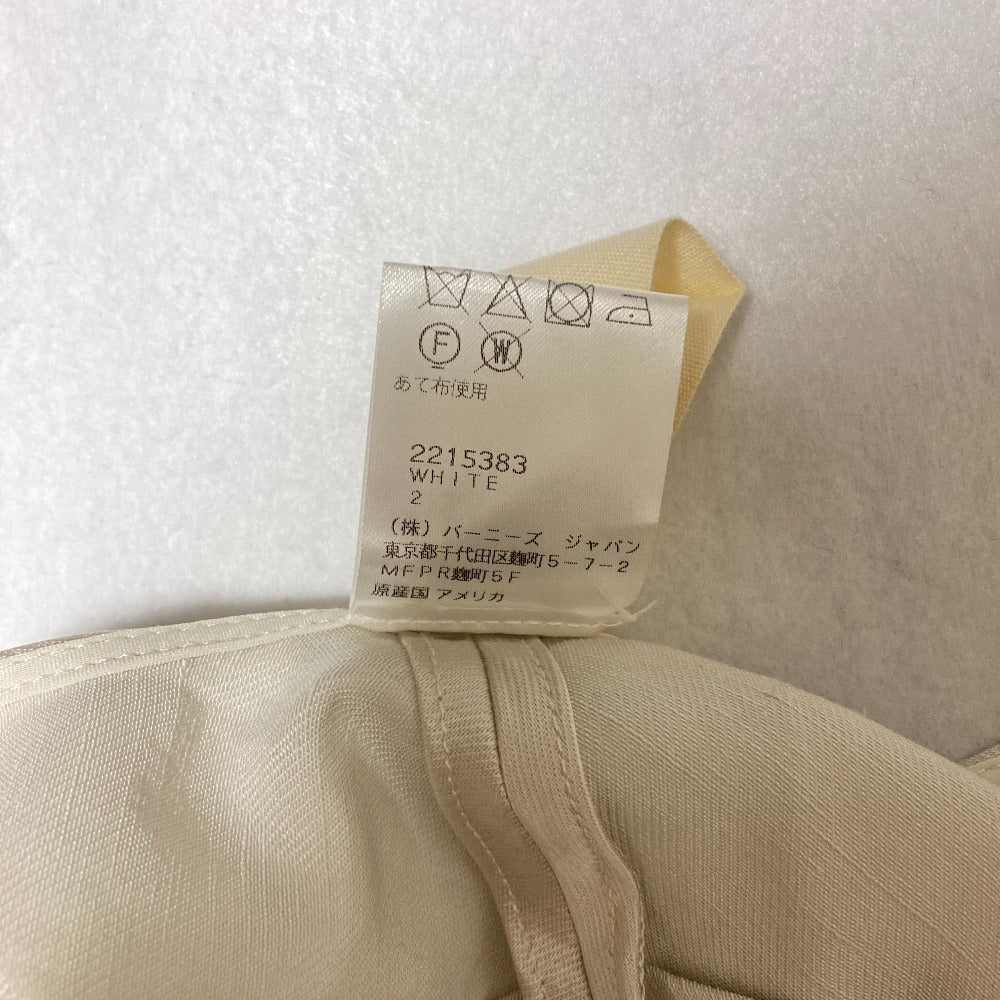 F W
あて布使用
2215383
WHITE
2
（株）バーニーズ ジャパン
東京都千代田区麹町5－7－2
MFPR麹町5F
原産国 アメリカ